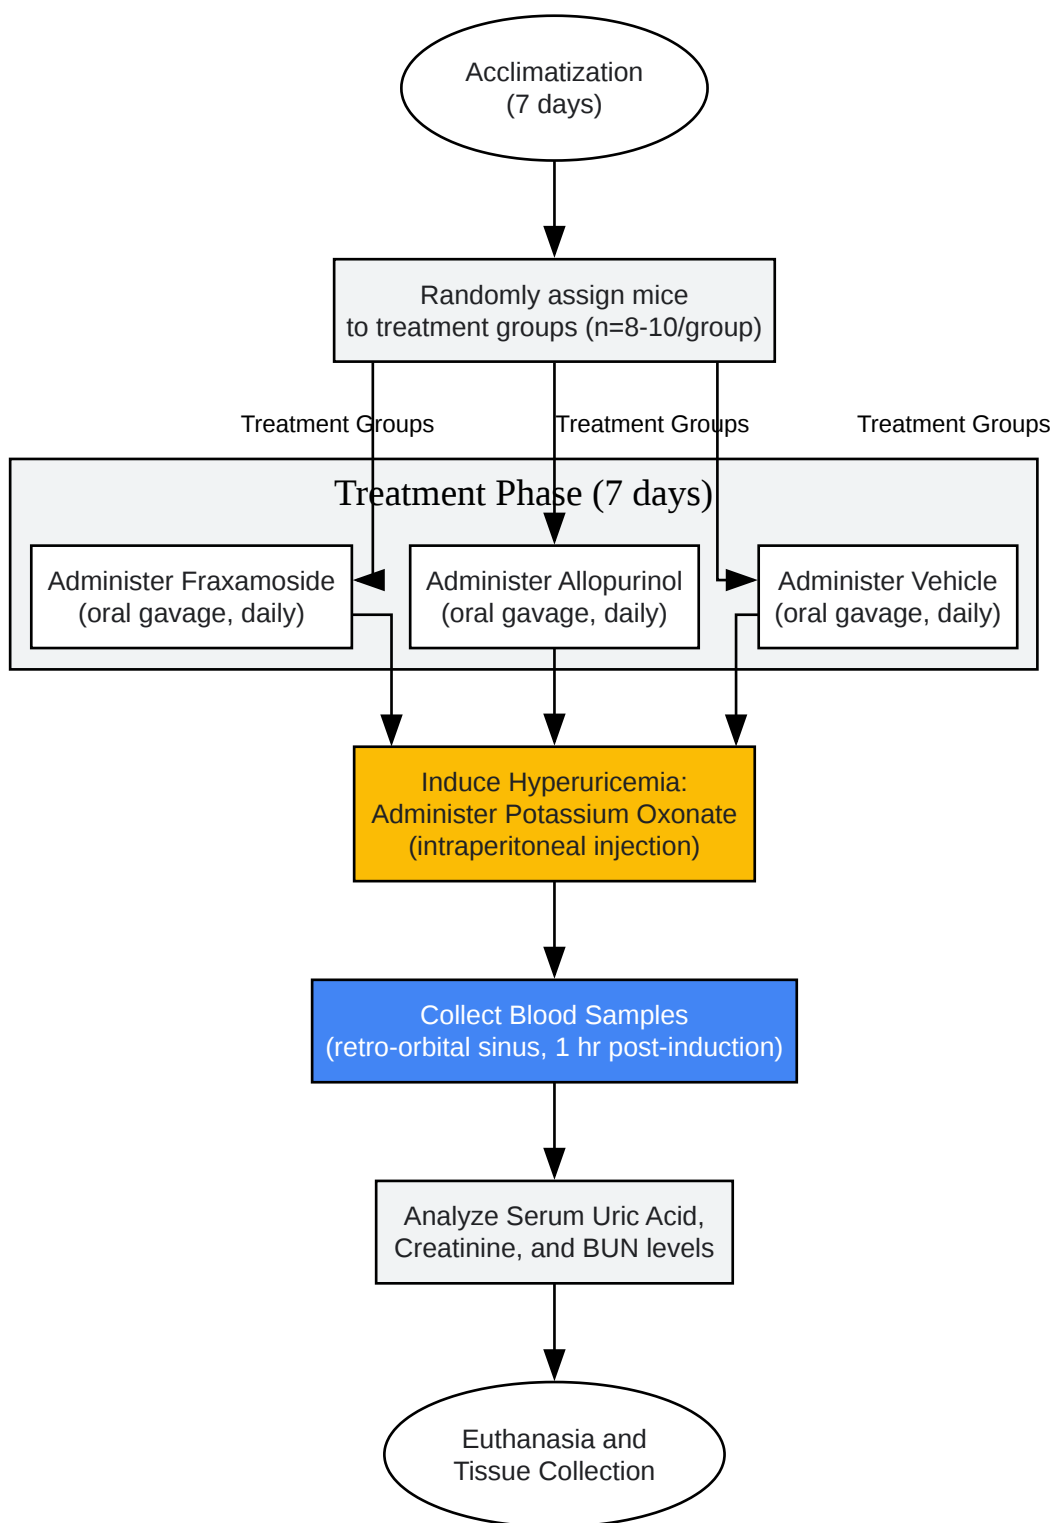 Acclimatization
(7 days)
Randomly assign mice
to treatment groups (n=8-10/group)
Treatment Groups
Treatment Groups
Treatment Groups
Treatment Phase (7 days)
Administer Fraxamoside
(oral gavage, daily)
Administer Allopurinol
(oral gavage, daily)
Administer Vehicle
(oral gavage, daily)
Induce Hyperuricemia:
Administer Potassium Oxonate
(intraperitoneal injection)
Collect Blood Samples
(retro-orbital sinus, 1 hr post-induction)
Analyze Serum Uric Acid,
Creatinine, and BUN levels
Euthanasia and
Tissue Collection